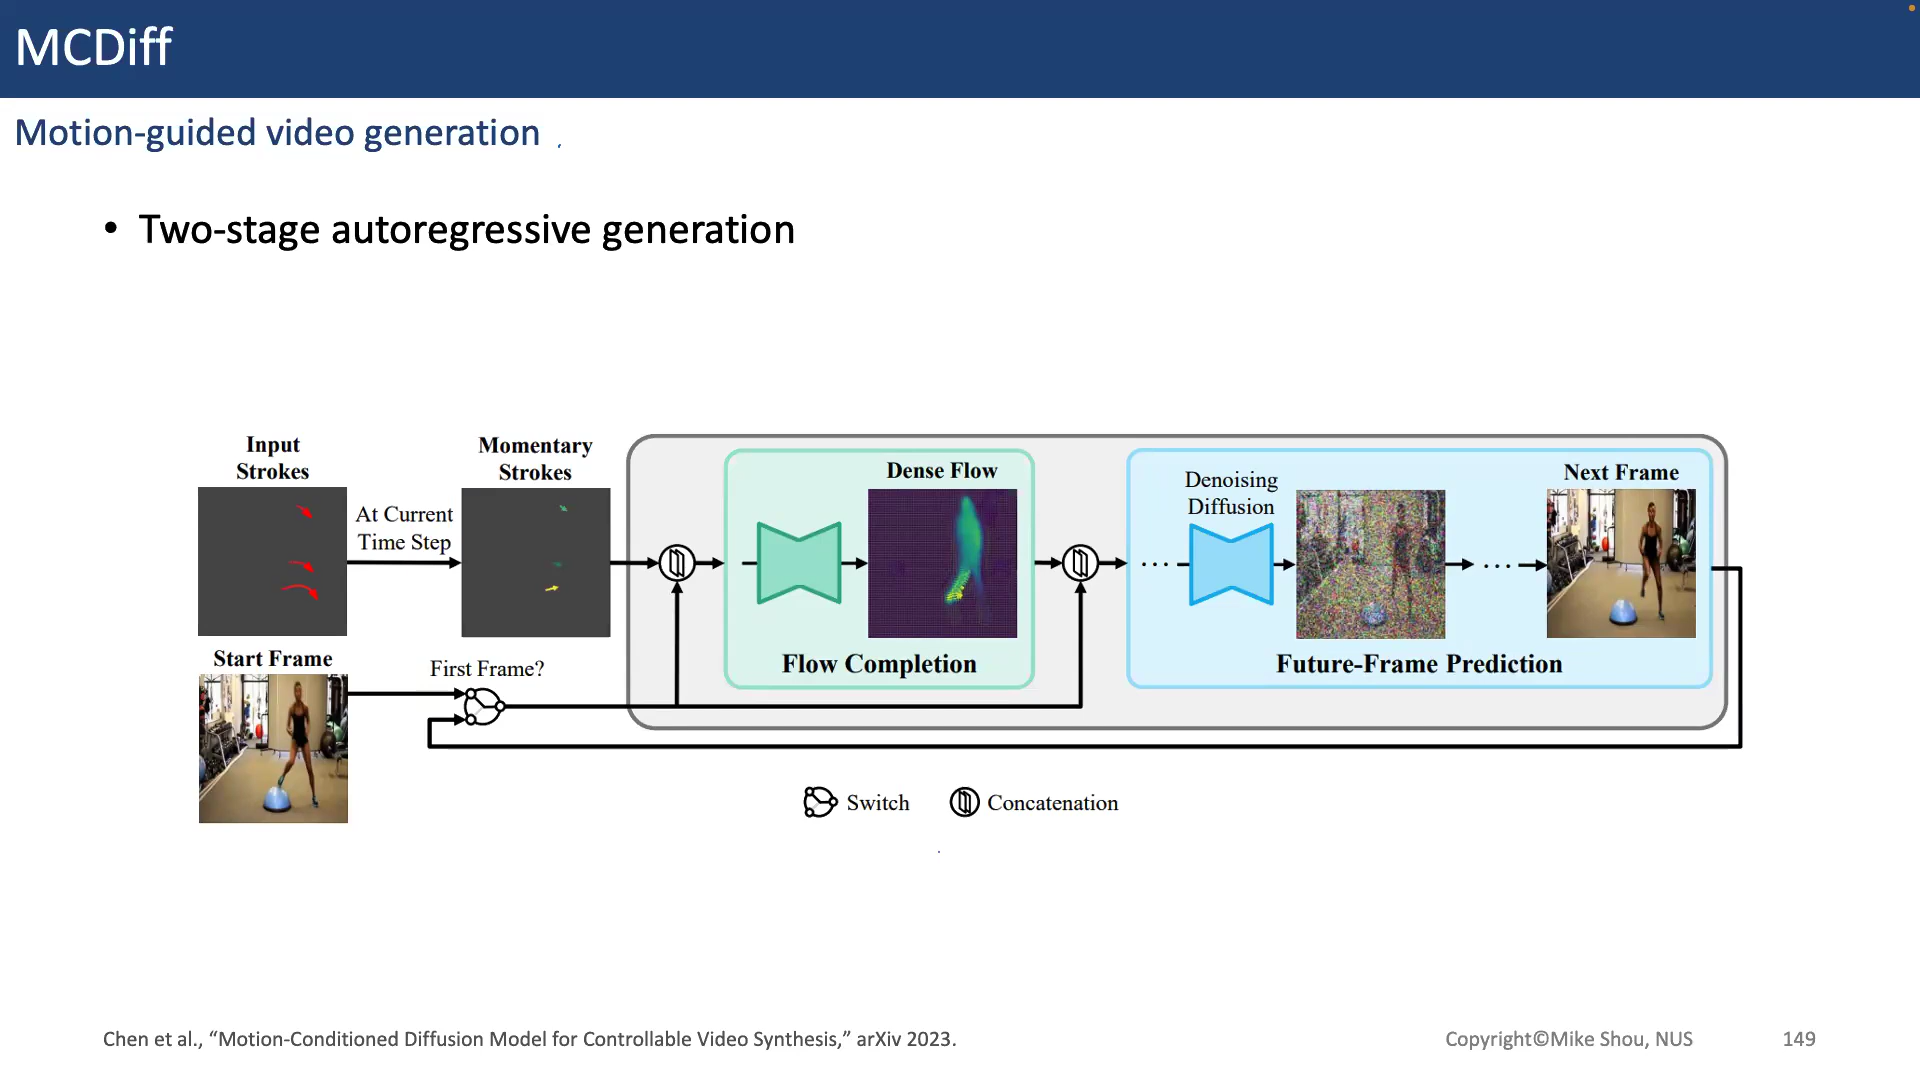 MCDiff
Motion-guided video generation
• Two-stage autoregressive generation
Input
Strokes
At Current
Time Step
Momentary
Strokes
Dense Flow
Flow Completion
Denoising
Diffusion
Next Frame
Future-Frame Prediction
Start Frame
First Frame?
Switch
Concatenation
Chen et al., “Motion-Conditioned Diffusion Model for Controllable Video Synthesis,” arXiv 2023.
Copyright©Mike Shou, NUS
149